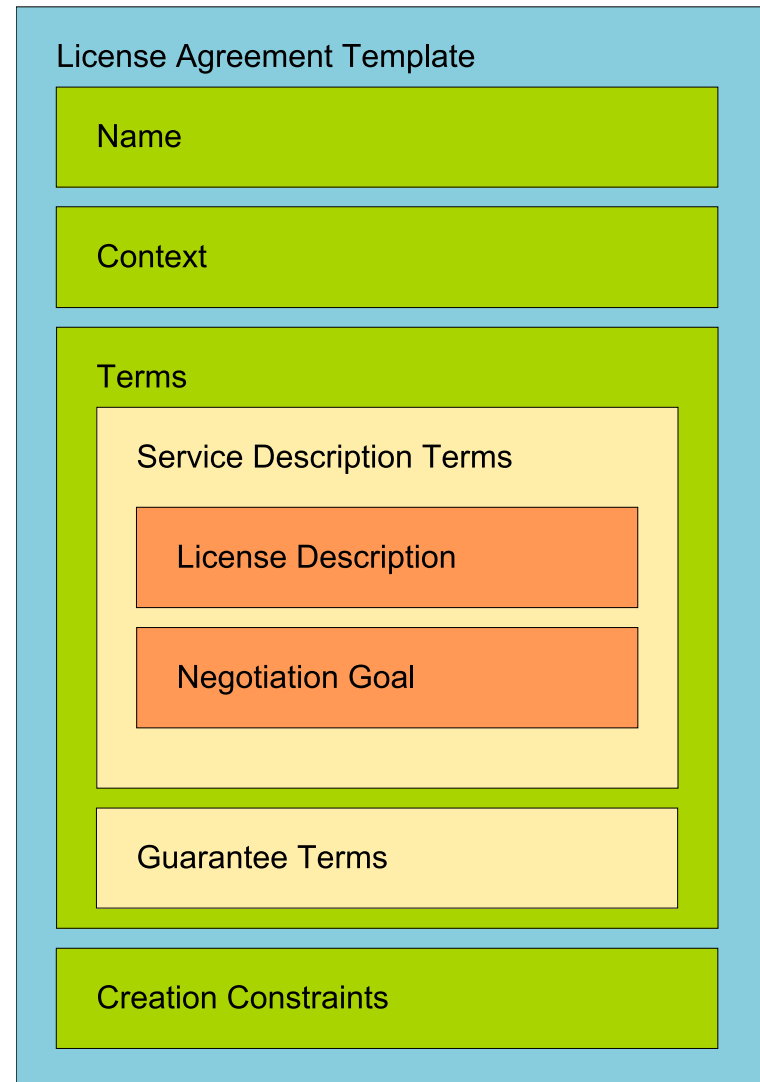 License Agreement Template
Name
Context
Terms
Service Description Terms
License Description
Negotiation Goal
Guarantee Terms
Creation Constraints